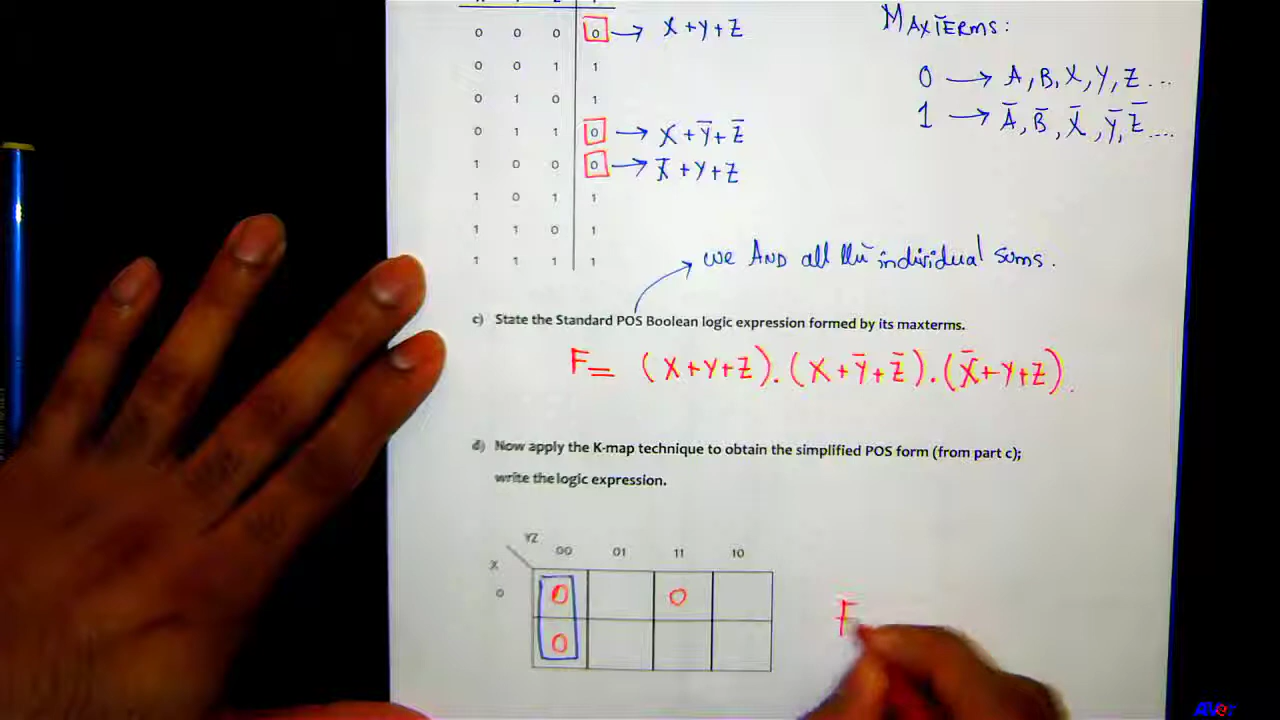 MAXTERMS:
0 0 0 0 → X+Y+Z
0 → A, B, X, Y, Z ...
0 0 1 1
0 1 0 1
1 → A̅, B̅, X̅, Y̅, Z̅ ....
0 1 1 0 → X+Y̅+Z̅
1 0 0 0 → X̅+Y+Z
1 0 1 1
1 1 0 1
1 1 1 1
we AND all the individual sums.
c) State the Standard POS Boolean logic expression formed by its maxterms.
F= (X+Y+Z).(X+Y̅+Z̅).(X̅+Y+Z).
d) Now apply the K-map technique to obtain the simplified POS form (from part c);
write the logic expression.
YZ
00 01 11 10
X
0 0 0
0
F
AVer